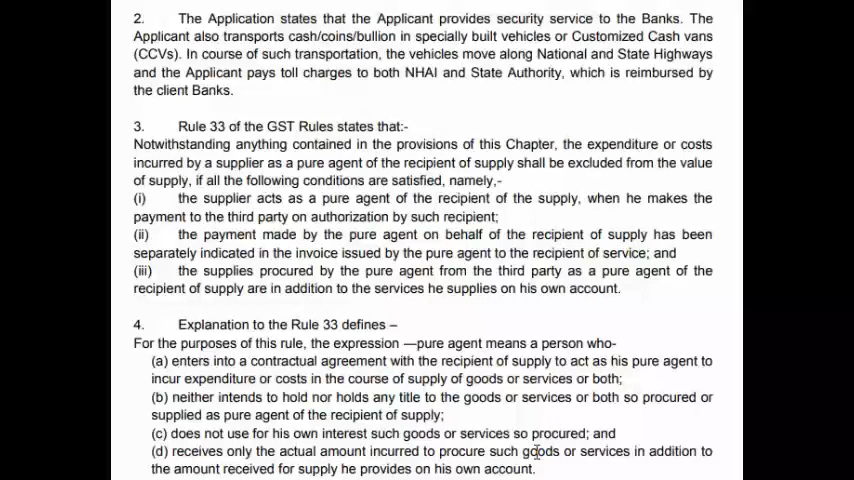 2. The Application states that the Applicant provides security service to the Banks. The
Applicant also transports cash/coins/bullion in specially built vehicles or Customized Cash vans
(CCVs). In course of such transportation, the vehicles move along National and State Highways
and the Applicant pays toll charges to both NHAI and State Authority, which is reimbursed by
the client Banks.
3. Rule 33 of the GST Rules states that:-
Notwithstanding anything contained in the provisions of this Chapter, the expenditure or costs
incurred by a supplier as a pure agent of the recipient of supply shall be excluded from the value
of supply, if all the following conditions are satisfied, namely,-
(i) the supplier acts as a pure agent of the recipient of the supply, when he makes the
payment to the third party on authorization by such recipient;
(ii) the payment made by the pure agent on behalf of the recipient of supply has been
separately indicated in the invoice issued by the pure agent to the recipient of service; and
(iii) the supplies procured by the pure agent from the third party as a pure agent of the
recipient of supply are in addition to the services he supplies on his own account.
4. Explanation to the Rule 33 defines –
For the purposes of this rule, the expression —pure agent means a person who-
(a) enters into a contractual agreement with the recipient of supply to act as his pure agent to
incur expenditure or costs in the course of supply of goods or services or both;
(b) neither intends to hold nor holds any title to the goods or services or both so procured or
supplied as pure agent of the recipient of supply;
(c) does not use for his own interest such goods or services so procured; and
(d) receives only the actual amount incurred to procure such goods or services in addition to
the amount received for supply he provides on his own account.